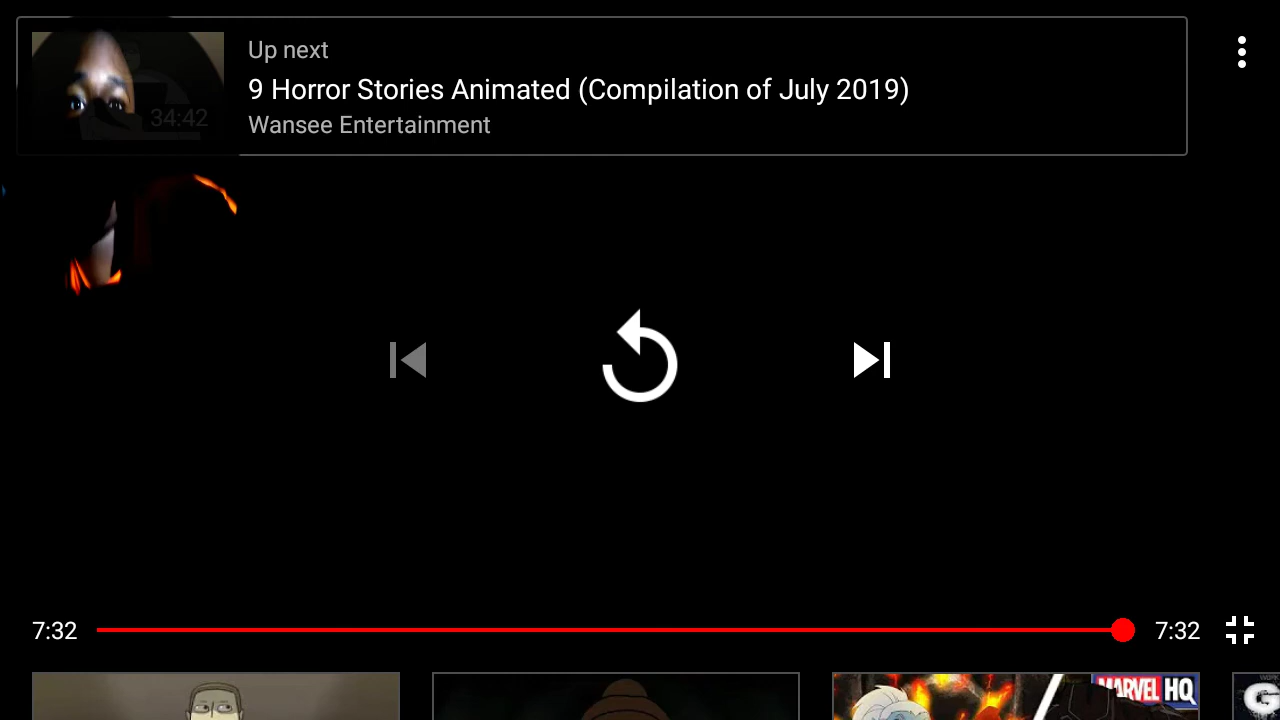 Up next
9 Horror Stories Animated (Compilation of July 2019)
34:42
Wansee Entertainment
7:32
7:32
MARVEL HQ
G